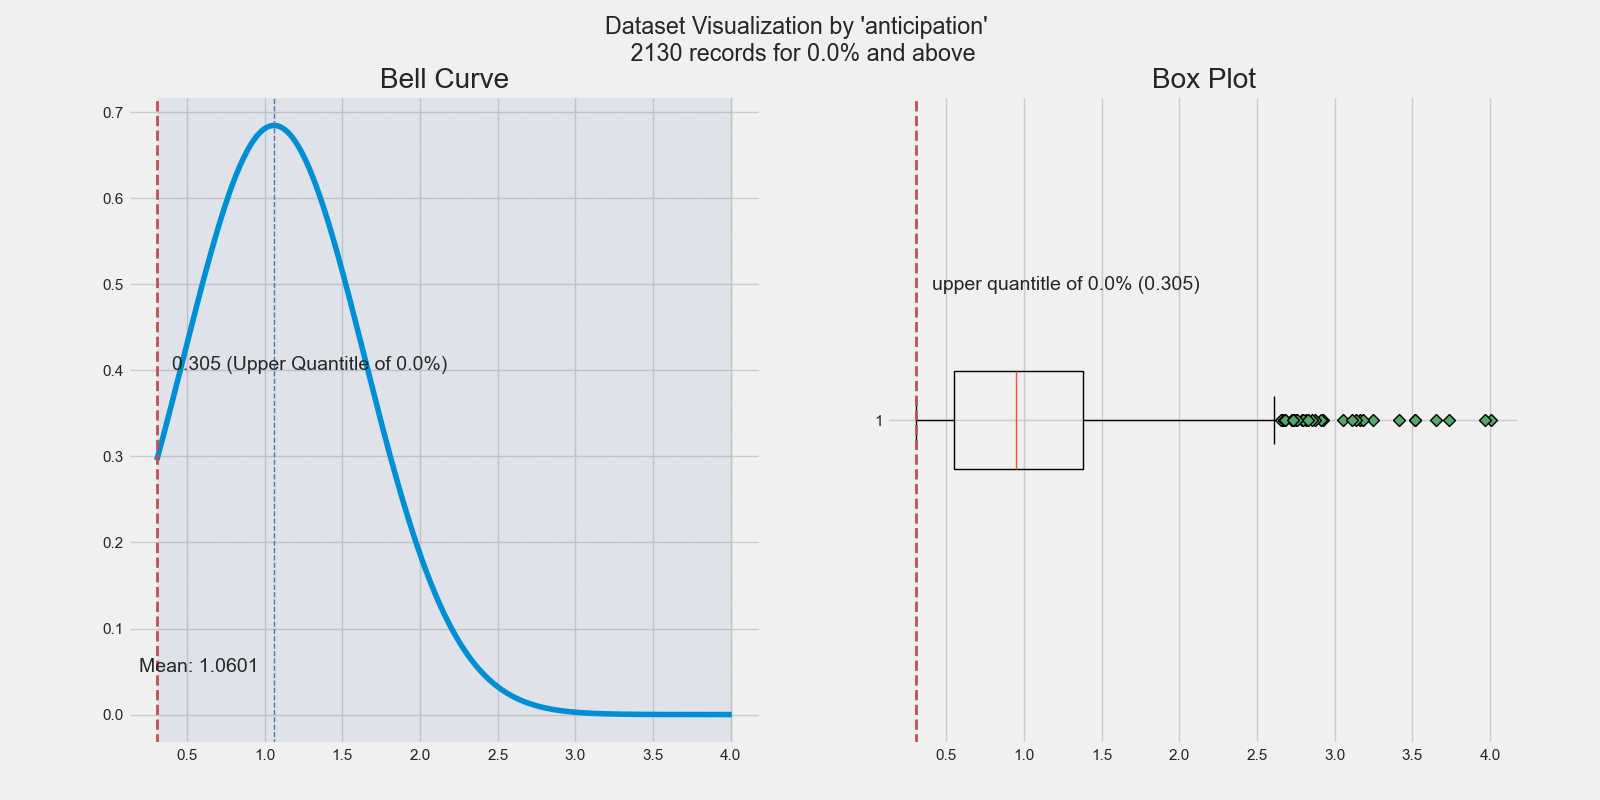 Dataset Visualization by 'anticipation'
2130 records for 0.0% and above
Bell Curve
0.7
0.6
0.5
0.4
0.3
0.2
0.1
0.0
0.305 (Upper Quantitle of 0.0%)
Mean: 1.0601
0.5 1.0 1.5 2.0 2.5 3.0 3.5 4.0
Box Plot
upper quantitle of 0.0% (0.305)
1
0.5 1.0 1.5 2.0 2.5 3.0 3.5 4.0